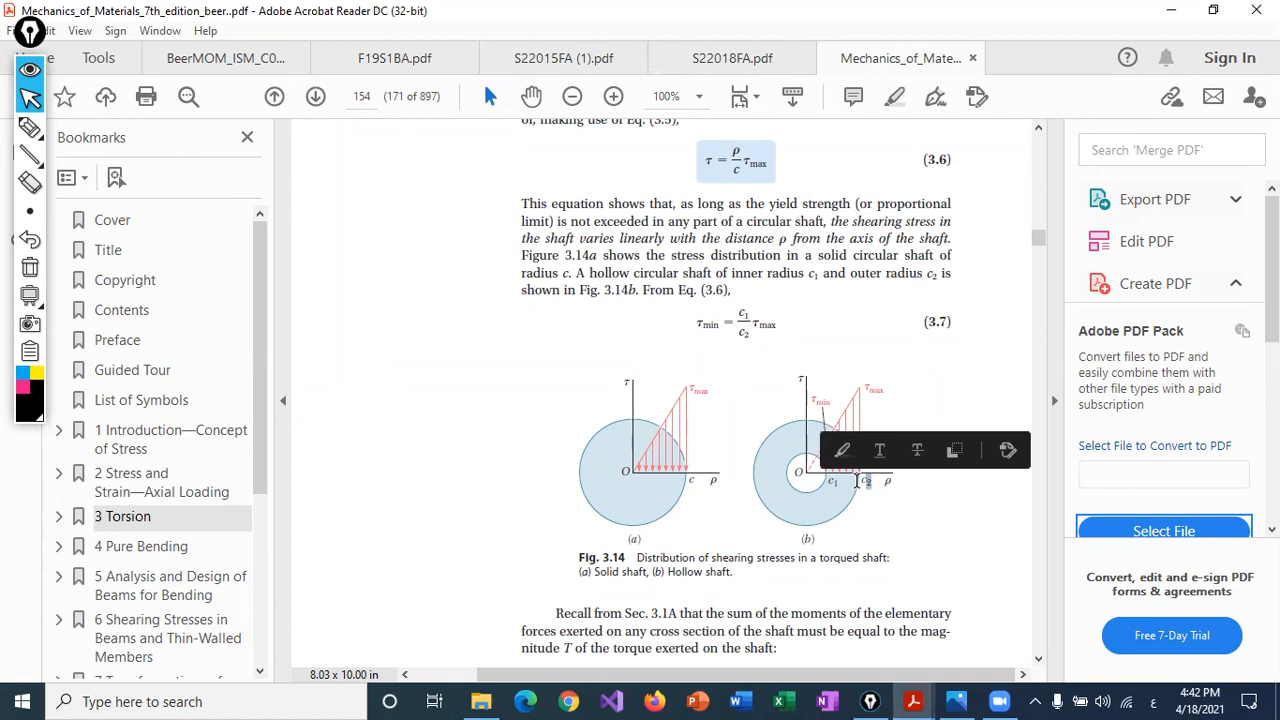 Mechanics_of_Materials_7th_edition_beer..pdf - Adobe Acrobat Reader DC (32-bit)
View Sign Window Help
Tools
BeerMOM_ISM_C0...
F19S1BA.pdf
S22015FA (1).pdf
S22018FA.pdf
Mechanics_of_Mate...
Sign In
154 (171 of 897)
100%
Bookmarks
Cover
Title
Copyright
Contents
Preface
Guided Tour
List of Symbols
1 Introduction—Concept
of Stress
2 Stress and
Strain—Axial Loading
3 Torsion
4 Pure Bending
5 Analysis and Design of
Beams for Bending
6 Shearing Stresses in
Beams and Thin-Walled
Members
of, making use of Eq. (3.5),
τ = ρ/c τmax (3.6)
This equation shows that, as long as the yield strength (or proportional
limit) is not exceeded in any part of a circular shaft, the shearing stress in
the shaft varies linearly with the distance ρ from the axis of the shaft.
Figure 3.14a shows the stress distribution in a solid circular shaft of
radius c. A hollow circular shaft of inner radius c1 and outer radius c2 is
shown in Fig. 3.14b. From Eq. (3.6),
τmin = c1/c2 τmax (3.7)
τ
τmax
O
c
ρ
(a)
τ
τmin
τmax
O
c1
c2
ρ
(b)
Fig. 3.14 Distribution of shearing stresses in a torqued shaft:
(a) Solid shaft, (b) Hollow shaft.
Recall from Sec. 3.1A that the sum of the moments of the elementary
forces exerted on any cross section of the shaft must be equal to the mag-
nitude T of the torque exerted on the shaft:
8.03 x 10.00 in
Search 'Merge PDF'
Export PDF
Edit PDF
Create PDF
Adobe PDF Pack
Convert files to PDF and
easily combine them with
other file types with a paid
subscription
Select File to Convert to PDF
Select File
Convert, edit and e-sign PDF
forms & agreements
Free 7-Day Trial
Type here to search
ع
4:42 PM
4/18/2021